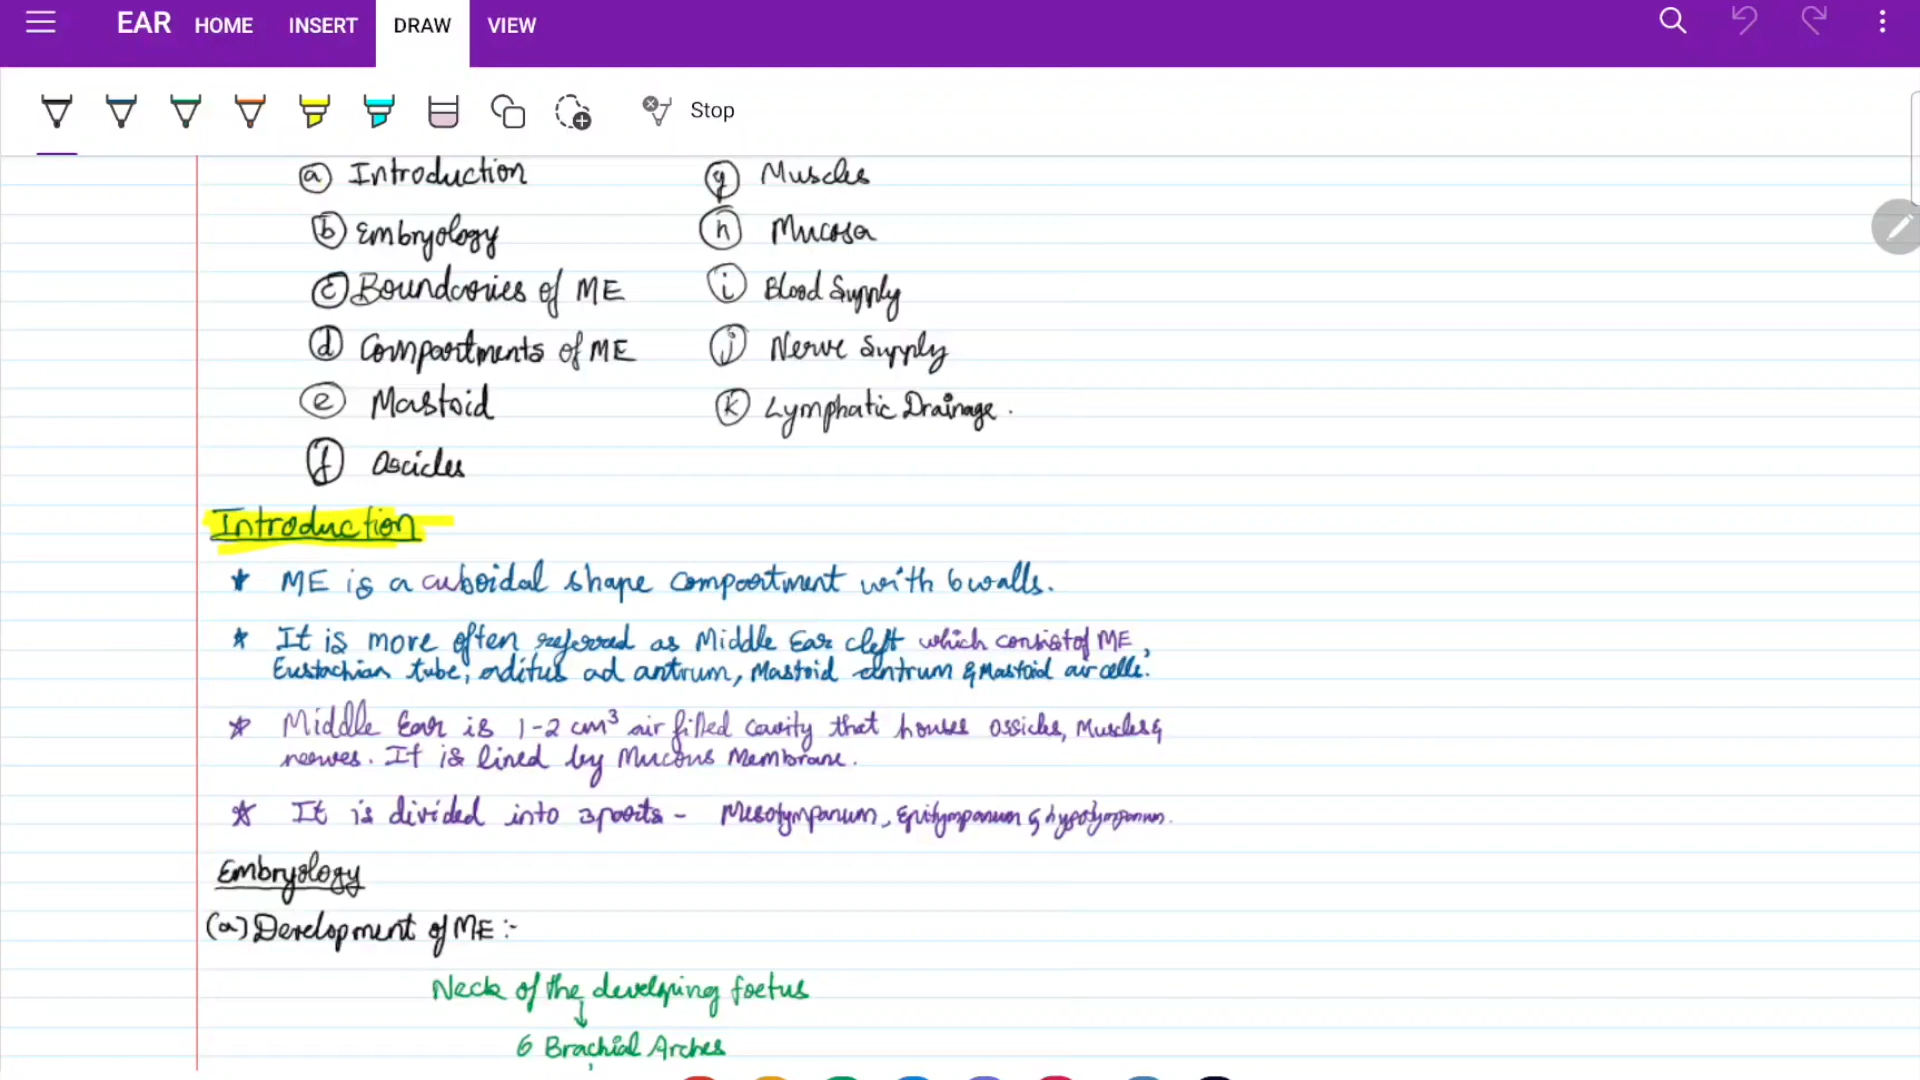 EAR HOME INSERT DRAW VIEW
Stop
a Introduction
b Embryology
c Boundaries of ME
d Compartments of ME
e Mastoid
f Oscicles
g Muscles
h Mucosa
i Blood Supply
j Nerve Supply
k Lymphatic Drainage.
Introduction
ME is a cuboidal shape compartment with 6 walls.
It is more often referred as Middle Ear cleft which consist of ME,
Eustachian tube, aditus ad antrum, Mastoid antrum & Mastoid air cells.
Middle Ear is 1-2 cm³ air filled cavity that houses ossicles, Muscles &
nerves. It is lined by Mucous Membrane.
It is divided into 3 parts - Mesotympanum, Epitympanum & hypotympanum.
Embryology
(a) Development of ME :-
Neck of the developing foetus
↓
6 Brachial Arches